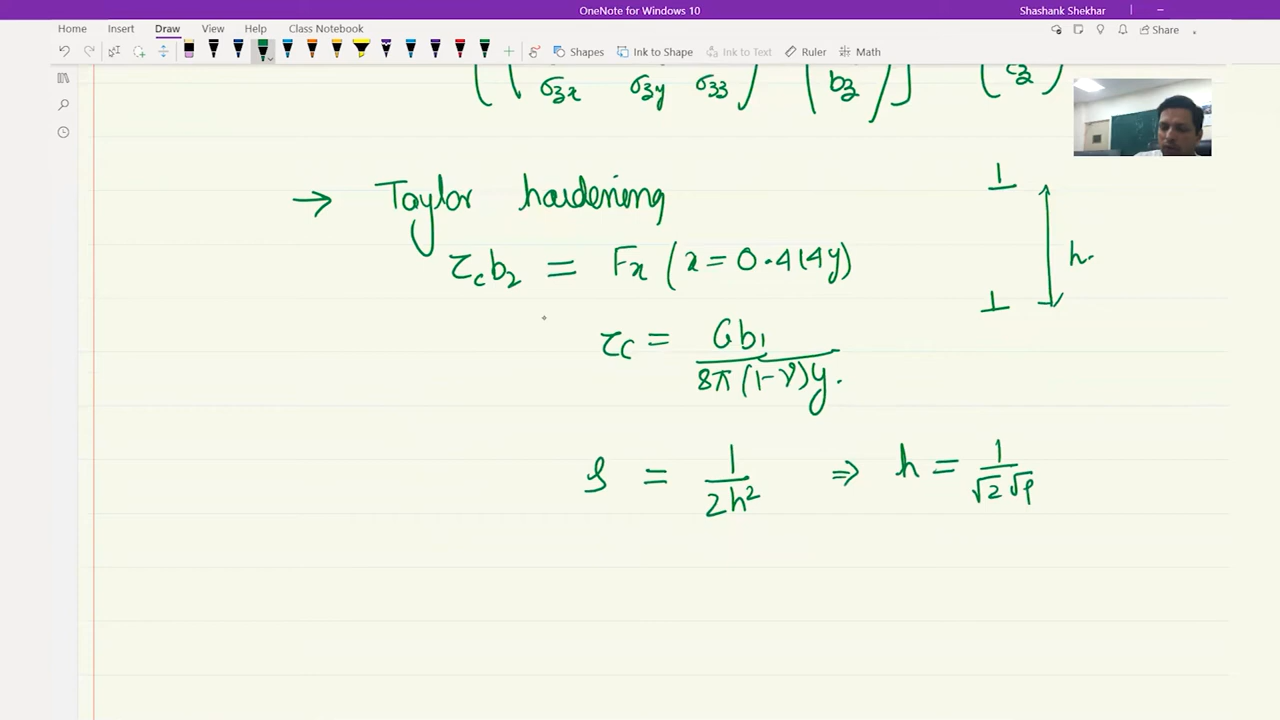 OneNote for Windows 10
Shashank Shekhar
Home Insert Draw View Help Class Notebook
Share
Shapes Ink to Shape Ink to Text Ruler Math
σ3x σ3y σ33 b3 c3
→ Taylor hardening
τc b2 = Fx (x = 0.414y)
h.
τc = Gb1 / 8π(1-ν)y.
ρ = 1 / 2h² ⇒ h = 1 / √2 √ρ